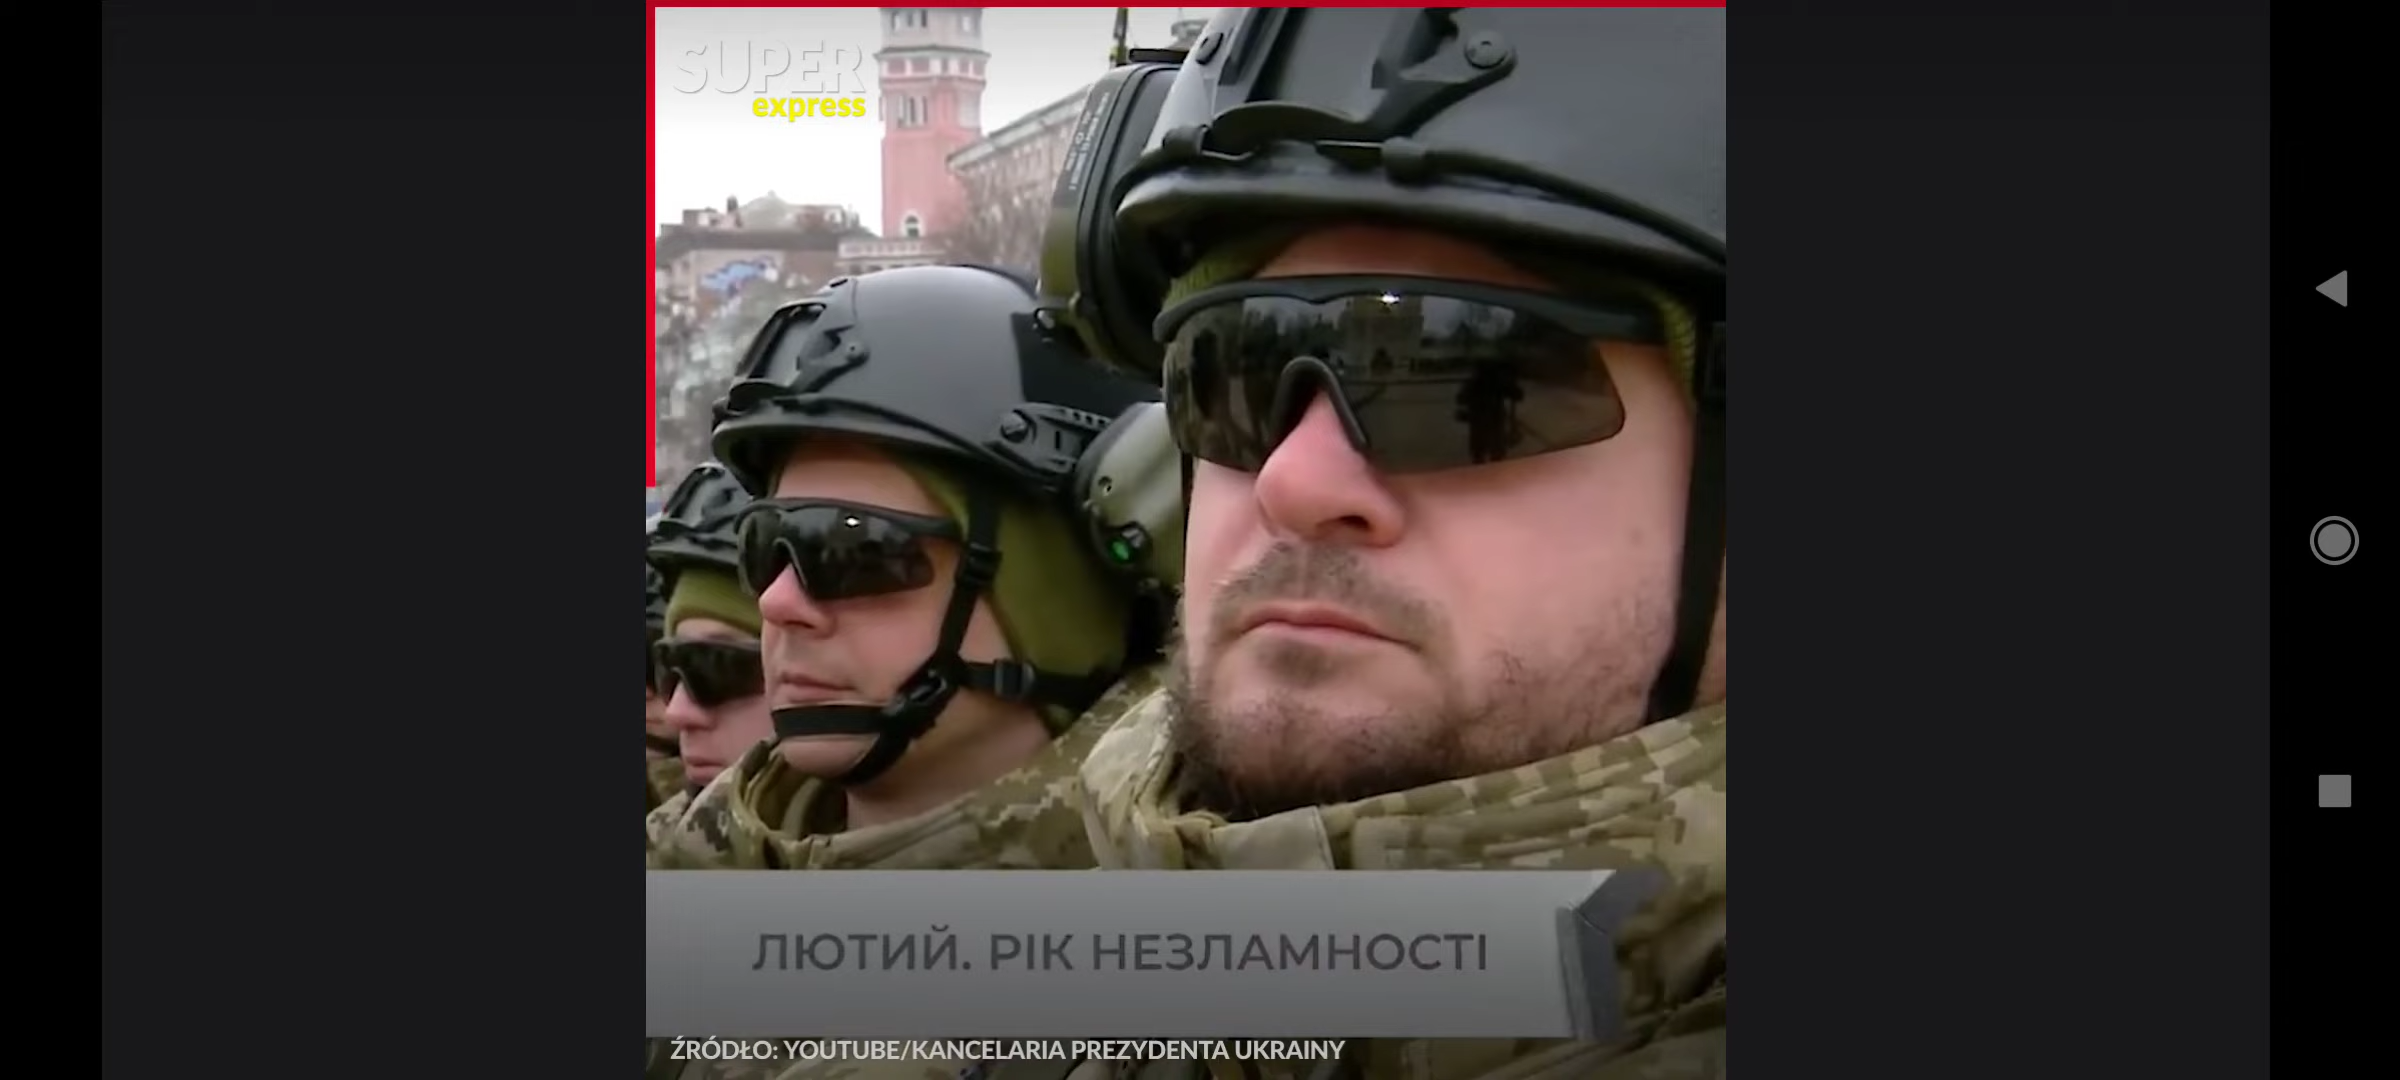 SUPER
express
ЛЮТИЙ. РІК НЕЗЛАМНОСТІ
ŹRÓDŁO: YOUTUBE/KANCELARIA PREZYDENTA UKRAINY